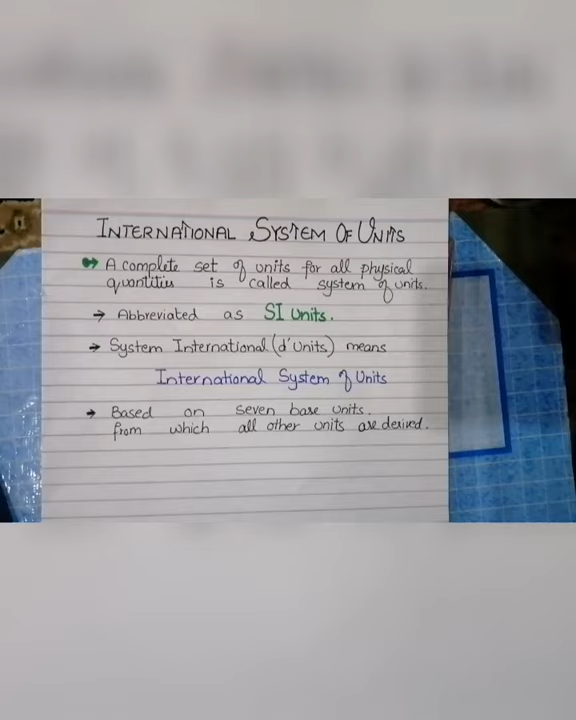 INTERNATIONAL SYSTEM OF UNITS
A complete set of units for all physical
quantities is called system of units.
→ Abbreviated as SI Units.
→ System International (d'Units) means
International System of Units
→ Based on seven base units.
from which all other units are derived.